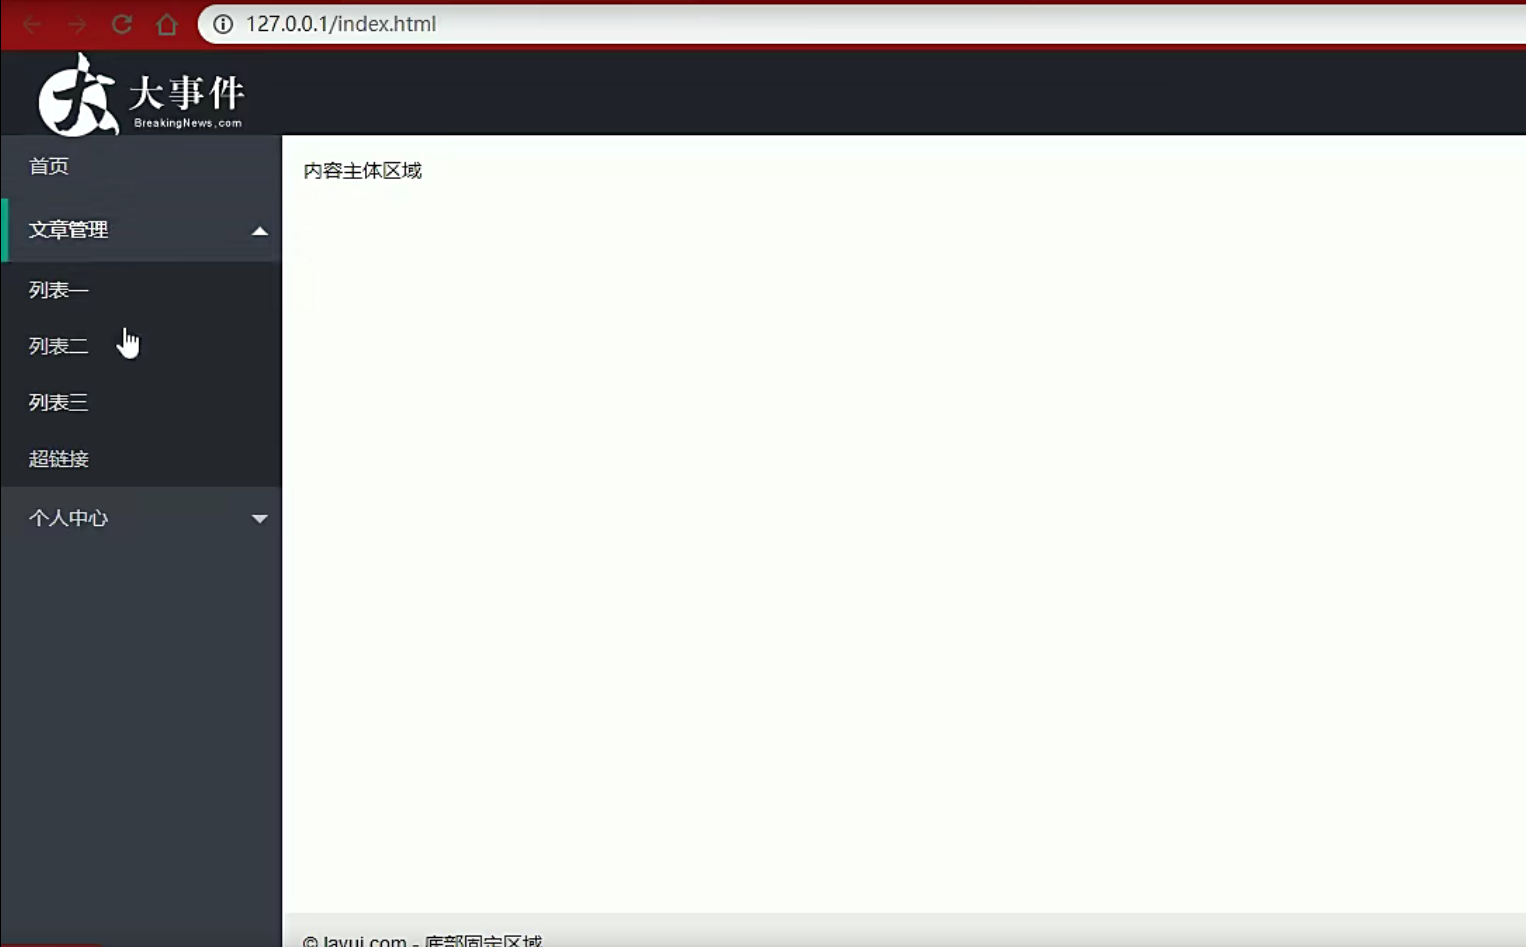 127.0.0.1/index.html
大事件
BreakingNews.com
首页
内容主体区域
文章管理
列表一
列表二
列表三
超链接
个人中心
© layui.com - 底部固定区域